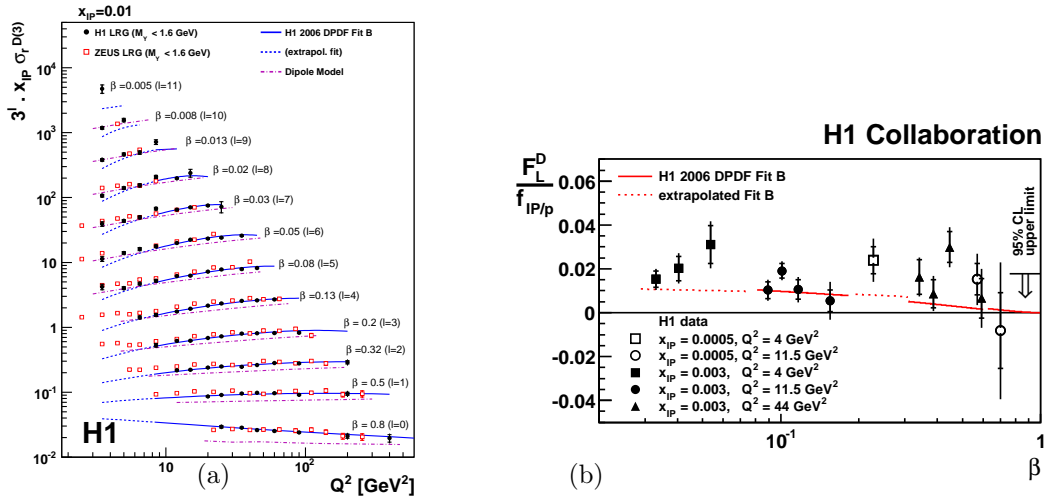 x_IP=0.01
3^l . x_IP σ_r^D(3)
H1 LRG (M_Y < 1.6 GeV)
ZEUS LRG (M_Y < 1.6 GeV)
H1 2006 DPDF Fit B
(extrapol. fit)
Dipole Model
10^4
10^3
10^2
10
1
10^-1
10^-2
β =0.005 (l=11)
β =0.008 (l=10)
β =0.013 (l=9)
β =0.02 (l=8)
β =0.03 (l=7)
β =0.05 (l=6)
β =0.08 (l=5)
β =0.13 (l=4)
β =0.2 (l=3)
β =0.32 (l=2)
β =0.5 (l=1)
β =0.8 (l=0)
H1
10
10^2
(a)
Q^2 [GeV^2]
H1 Collaboration
F_L^D
f_IP/p
0.06
0.04
0.02
0
-0.02
-0.04
H1 2006 DPDF Fit B
extrapolated Fit B
95% CL
upper limit
H1 data
x_IP = 0.0005, Q^2 = 4 GeV^2
x_IP = 0.0005, Q^2 = 11.5 GeV^2
x_IP = 0.003, Q^2 = 4 GeV^2
x_IP = 0.003, Q^2 = 11.5 GeV^2
x_IP = 0.003, Q^2 = 44 GeV^2
10^-1
1
(b)
β